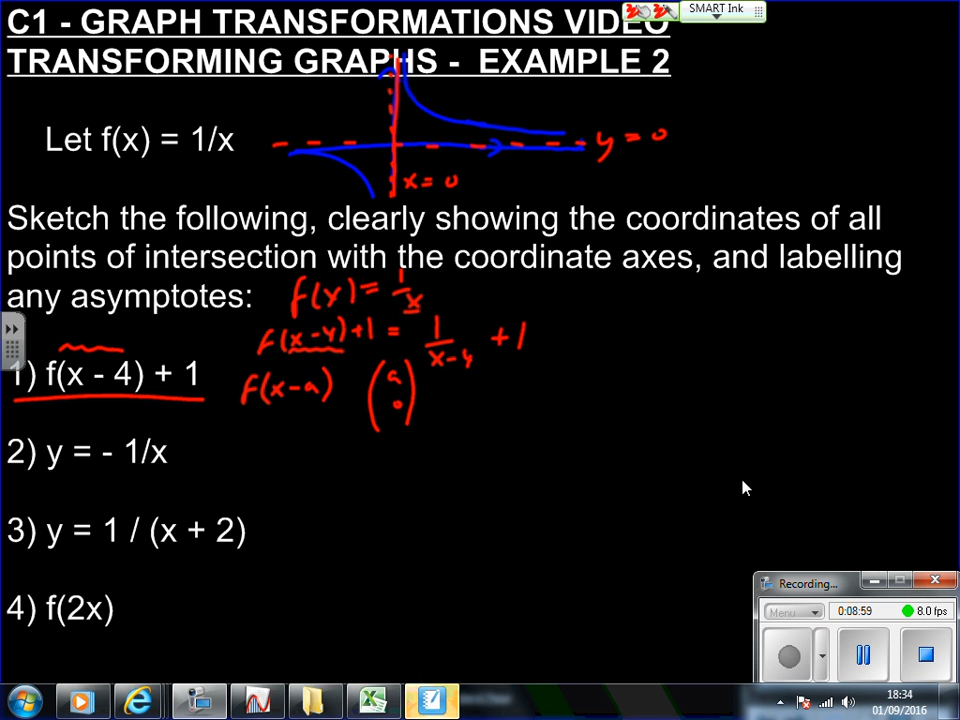 C1 - GRAPH TRANSFORMATIONS VIDEO
SMART Ink
TRANSFORMING GRAPHS - EXAMPLE 2
Let f(x) = 1/x
y = 0
x = 0
Sketch the following, clearly showing the coordinates of all
points of intersection with the coordinate axes, and labelling
any asymptotes:
f(x) = 1/x
f(x-4)+1 = 1/x-4 + 1
1) f(x - 4) + 1
f(x-a) (a 0)
2) y = - 1/x
3) y = 1 / (x + 2)
4) f(2x)
Recording...
0:08:59
8.0 fps
Menu
18:34
01/09/2016